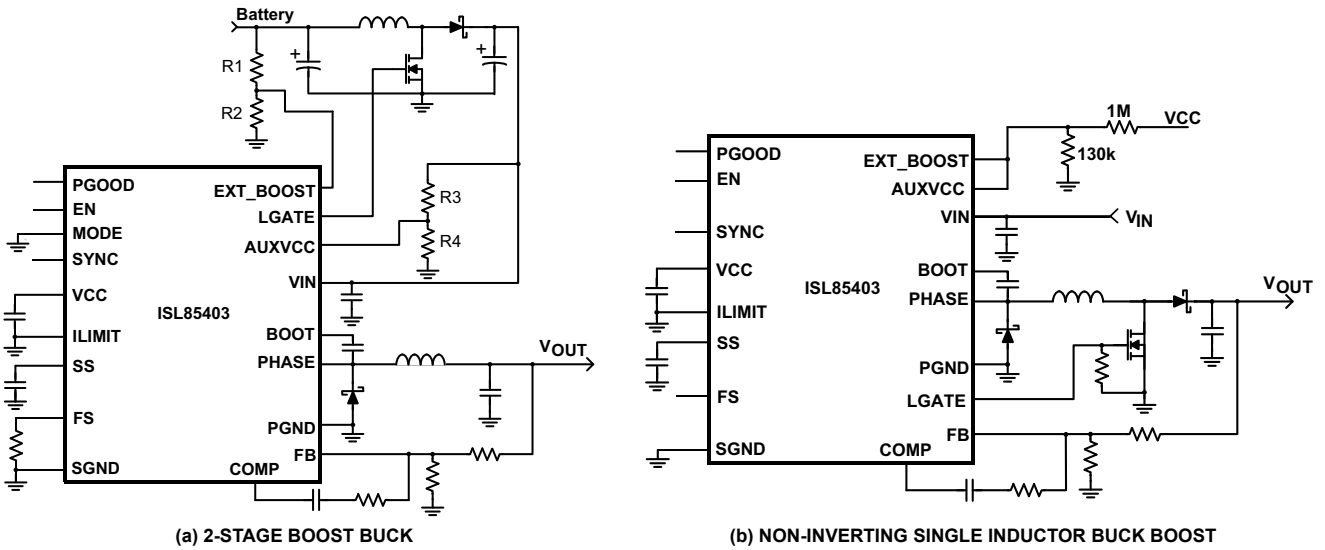 Battery
+
+
R1
R2
R3
R4
PGOOD
EN
MODE
SYNC
VCC
ILIMIT
SS
FS
SGND
ISL85403
EXT_BOOST
LGATE
AUXVCC
VIN
BOOT
PHASE
PGND
FB
COMP
VOUT
(a) 2-STAGE BOOST BUCK
1M
VCC
130k
PGOOD
EN
SYNC
VCC
ILIMIT
SS
FS
SGND
ISL85403
EXT_BOOST
AUXVCC
VIN
VIN
BOOT
PHASE
PGND
LGATE
FB
COMP
VOUT
(b) NON-INVERTING SINGLE INDUCTOR BUCK BOOST